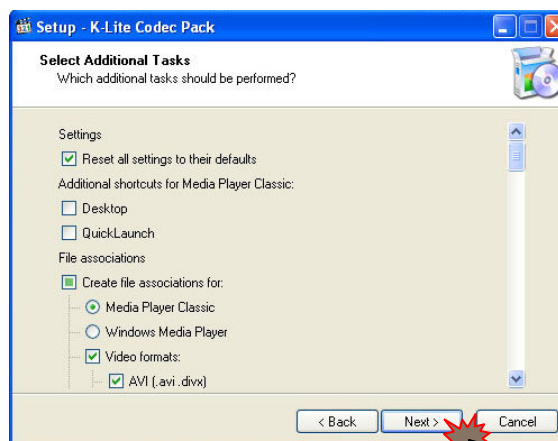 Setup - K-Lite Codec Pack
Select Additional Tasks
Which additional tasks should be performed?
Settings
Reset all settings to their defaults
Additional shortcuts for Media Player Classic:
Desktop
QuickLaunch
File associations
Create file associations for:
Media Player Classic
Windows Media Player
Video formats:
AVI (.avi .divx)
< Back
Next >
Cancel